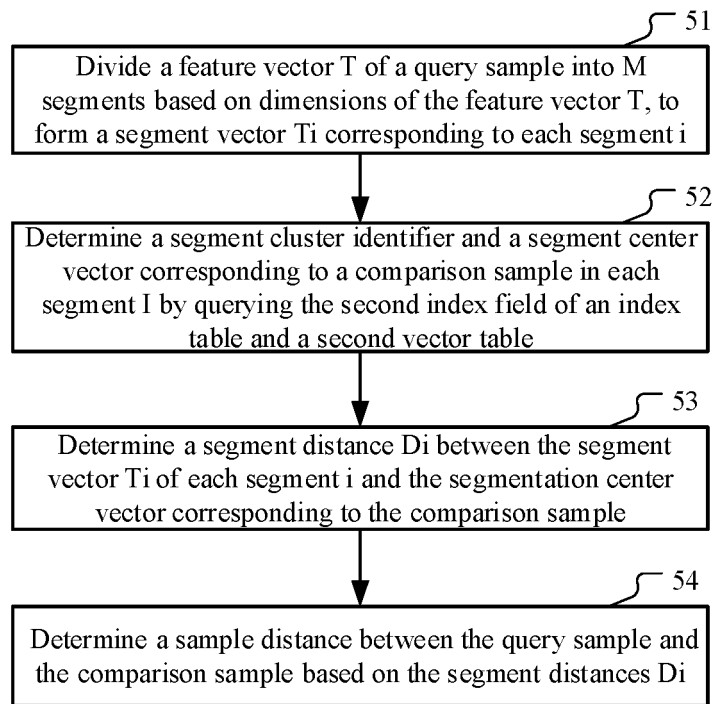 51
Divide a feature vector T of a query sample into M
segments based on dimensions of the feature vector T, to
form a segment vector Ti corresponding to each segment i
52
Determine a segment cluster identifier and a segment center
vector corresponding to a comparison sample in each
segment I by querying the second index field of an index
table and a second vector table
53
Determine a segment distance Di between the segment
vector Ti of each segment i and the segmentation center
vector corresponding to the comparison sample
54
Determine a sample distance between the query sample and
the comparison sample based on the segment distances Di